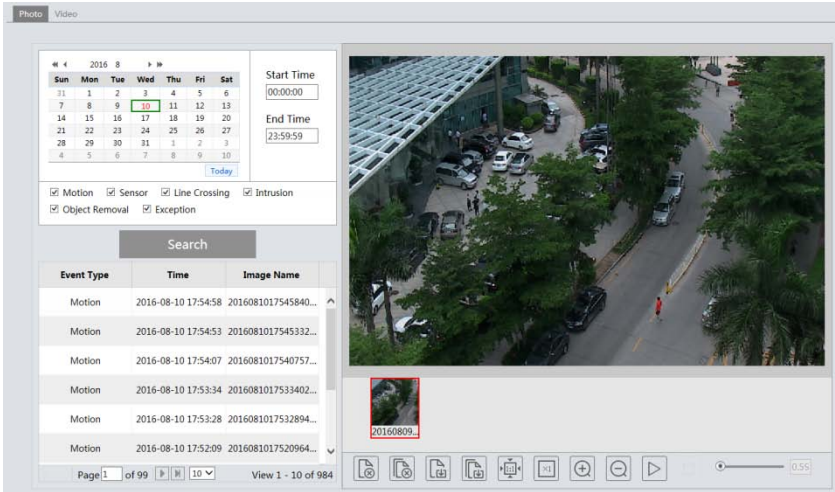 Photo Video
2016 8
Sun Mon Tue Wed Thu Fri Sat
31 1 2 3 4 5 6
7 8 9 10 11 12 13
14 15 16 17 18 19 20
21 22 23 24 25 26 27
28 29 30 31 1 2 3
4 5 6 7 8 9 10
Today
Start Time
00:00:00
End Time
23:59:59
Motion Sensor Line Crossing Intrusion
Object Removal Exception
Search
Event Type Time Image Name
Motion 2016-08-10 17:54:58 2016081017545840...
Motion 2016-08-10 17:54:53 2016081017545332...
Motion 2016-08-10 17:54:07 2016081017540757...
Motion 2016-08-10 17:53:34 2016081017533402...
Motion 2016-08-10 17:53:28 2016081017532894...
Motion 2016-08-10 17:52:09 2016081017520964...
Page 1 of 99 10 View 1 - 10 of 984
20160809...
1:1 ×1 0.5S